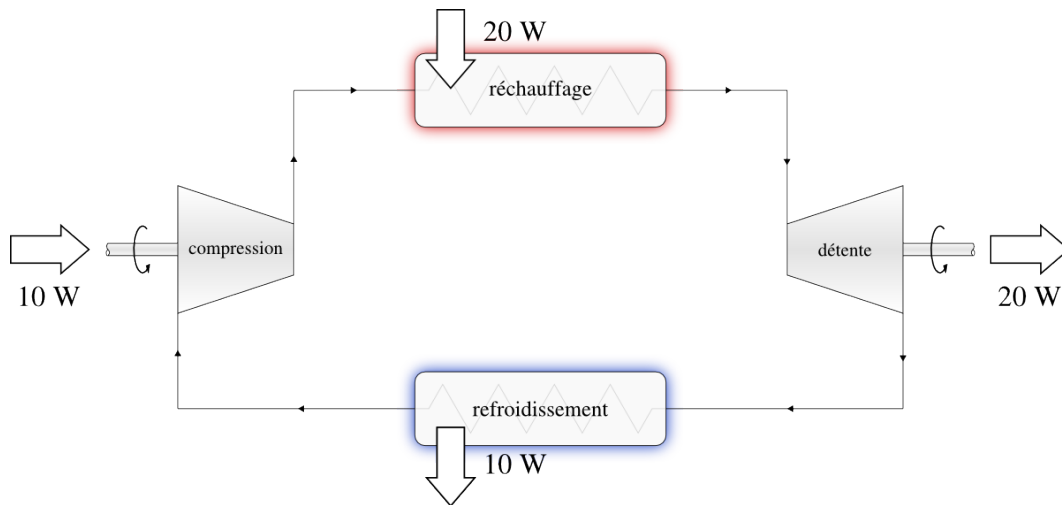 20 W
réchauffage
compression
détente
10 W
20 W
refroidissement
10 W